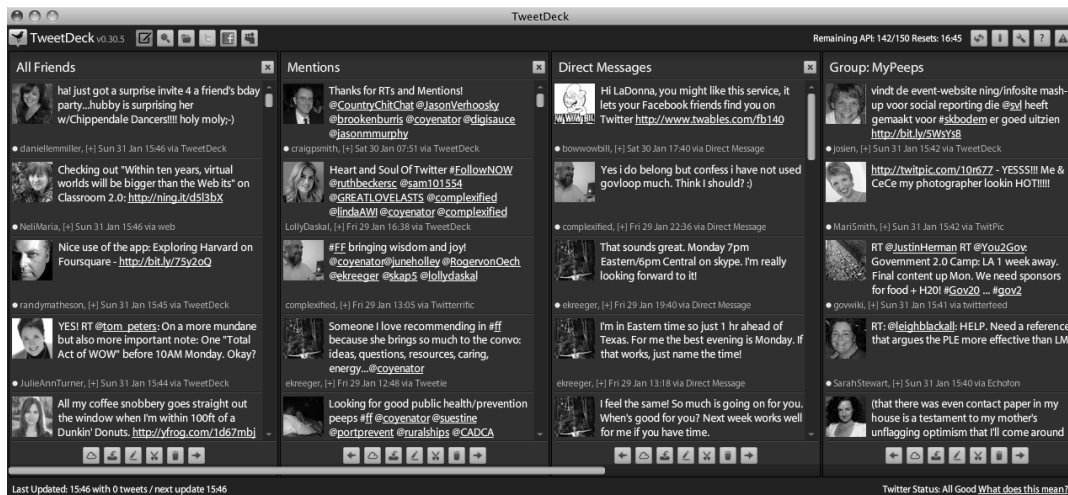 TweetDeck
TweetDeck v0.30.5
Remaining API: 142/150 Resets: 16:45
All Friends
ha! just got a surprise invite 4 a friend's bday
party...hubby is surprising her
w/Chippendale Dancers!!!! holy moly;-)
daniellemmiller, [+] Sun 31 Jan 15:46 via TweetDeck
Checking out "Within ten years, virtual
worlds will be bigger than the Web its" on
Classroom 2.0: http://ning.it/d5l3bX
NeliMaria, [+] Sun 31 Jan 15:46 via web
Nice use of the app: Exploring Harvard on
Foursquare - http://bit.ly/75y2oQ
randymatheson, [+] Sun 31 Jan 15:45 via TweetDeck
YES! RT @tom_peters: On a more mundane
but also more important note: One "Total
Act of WOW" before 10AM Monday. Okay?
JulieAnnTurner, [+] Sun 31 Jan 15:44 via TweetDeck
All my coffee snobbery goes straight out
the window when I'm within 100ft of a
Dunkin' Donuts. http://yfrog.com/1d67mbj
Mentions
Thanks for RTs and Mentions!
@CountryChitChat @JasonVerhoosky
@brookenburris @coyenator @digisauce
@jasonmmurphy
craigpsmith, [+] Sat 30 Jan 07:51 via TweetDeck
Heart and Soul Of Twitter #FollowNOW
@ruthbeckersc @sam101554
@GREATLOVELASTS @complexified
@lindaAWI @coyenator @complexified
LollyDaskal, [+] Fri 29 Jan 16:38 via TweetDeck
#FF bringing wisdom and joy!
@coyenator@juneholley @RogervonOech
@ekreeger @skap5 @lollydaskal
complexified, [+] Fri 29 Jan 13:05 via Twitterrific
Someone I love recommending in #ff
because she brings so much to the convo:
ideas, questions, resources, caring,
energy...@coyenator
ekreeger, [+] Fri 29 Jan 12:48 via Tweetie
Looking for good public health/prevention
peeps #ff @coyenator @suestine
@portprevent @ruralships @CADCA
Direct Messages
Hi LaDonna, you might like this service, it
lets your Facebook friends find you on
Twitter http://www.twables.com/fb140
bowwowbill, [+] Sat 30 Jan 17:40 via Direct Message
Yes i do belong but confess i have not used
govloop much. Think I should? :)
complexified, [+] Fri 29 Jan 22:36 via Direct Message
That sounds great. Monday 7pm
Eastern/6pm Central on skype. I'm really
looking forward to it!
ekreeger, [+] Fri 29 Jan 19:40 via Direct Message
I'm in Eastern time so just 1 hr ahead of
Texas. For me the best evening is Monday. If
that works, just name the time!
ekreeger, [+] Fri 29 Jan 13:18 via Direct Message
I feel the same! So much is going on for you.
When's good for you? Next week works well
for me if you have time.
Group: MyPeeps
vindt de event-website ning/infosite mash-
up voor social reporting die @svl heeft
gemaakt voor #skbodem er goed uitzien
http://bit.ly/5WsYsB
josien, [+] Sun 31 Jan 15:42 via TweetDeck
http://twitpic.com/10r677 - YESSS!!! Me &
CeCe my photographer lookin HOT!!!!!
MariSmith, [+] Sun 31 Jan 15:42 via TwitPic
RT @JustinHerman RT @You2Gov:
Government 2.0 Camp: LA 1 week away.
Final content up Mon. We need sponsors
for food + H20! #Gov20 ... #gov2
govwiki, [+] Sun 31 Jan 15:41 via twitterfeed
RT: @leighblackall: HELP. Need a reference
that argues the PLE more effective than LM
SarahStewart, [+] Sun 31 Jan 15:40 via Echofon
(that there was even contact paper in my
house is a testament to my mother's
unflagging optimism that I'll come around
Last Updated: 15:46 with 0 tweets / next update 15:46
Twitter Status: All Good What does this mean?